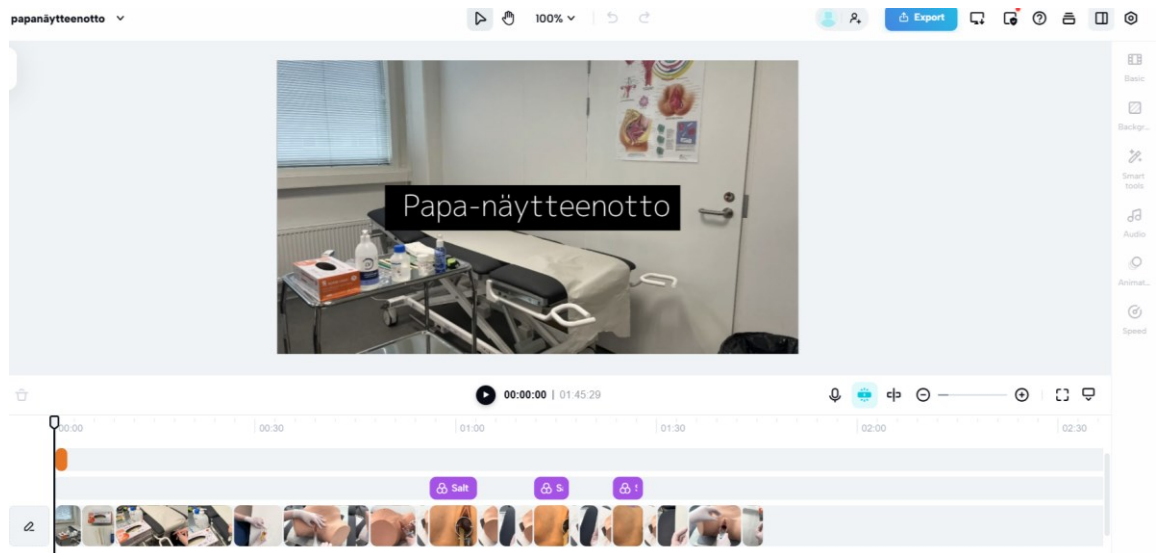 papanäytteenotto
100%
Export
Basic
Backgr...
Smart
tools
Audio
Animat...
Speed
Papa-näytteenotto
00:00:00 | 01:45:29
00:00
00:30
01:00
01:30
02:00
02:30
Salt
Sa